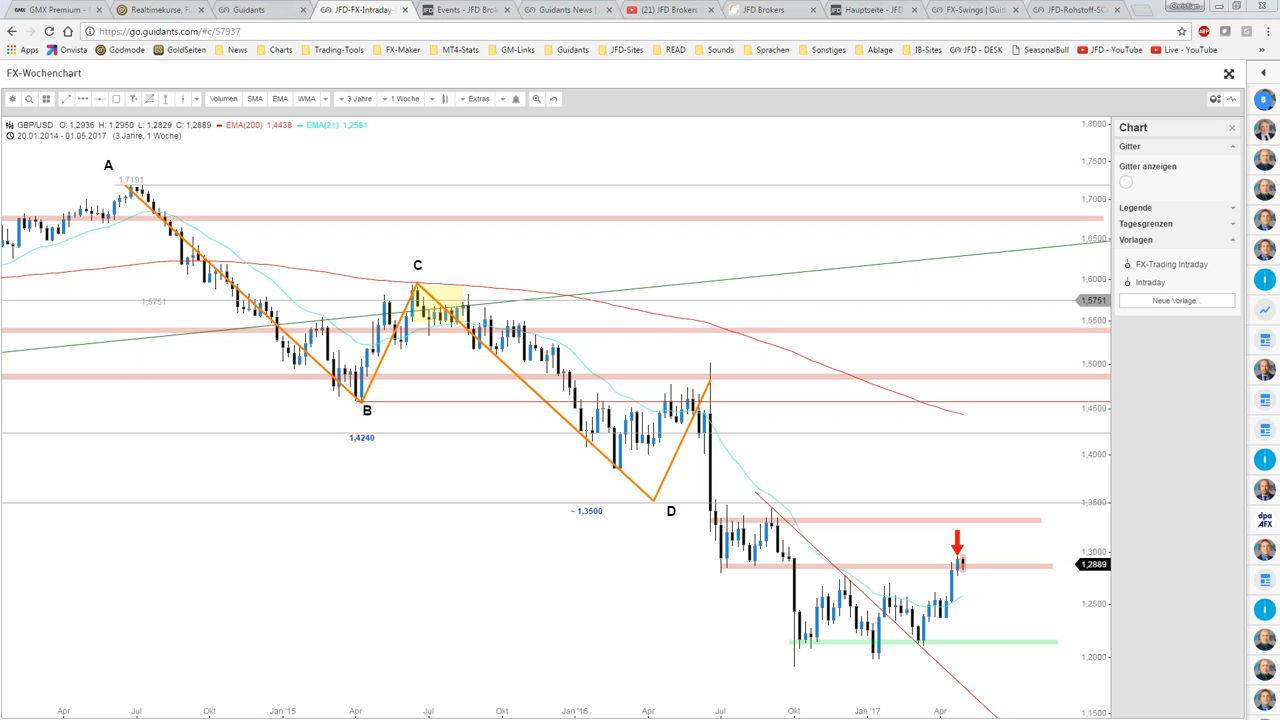 GMX Premium -
Realtimekurse, F
Guidants
JFD-FX-Intraday-
Events - JFD Brok
Guidants News |
(21) JFD Brokers
JFD Brokers
Hauptseite - JFD
FX-Swings | Guid
JFD-Rohstoff-SC
Christian
https://go.guidants.com/#c/57937
Apps
Onvista
Godmode
GoldSeiten
News
Charts
Trading-Tools
FX-Maker
MT4-Stats
GM-Links
Guidants
JFD-Sites
READ
Sounds
Sprachen
Sonstiges
Ablage
IB-Sites
JFD - DESK
SeasonalBull
JFD - YouTube
Live - YouTube
FX-Wochenchart
Volumen
SMA
EMA
WMA
3 Jahre
1 Woche
Extras
GBP/USD O: 1,2936 H: 1,2950 L: 1,2829 C: 1,2889 EMA(200) 1,4438 EMA(21) 1,2581
20.01.2014 - 01.05.2017 (3 Jahre, 1 Woche)
A
1,7191
C
1,5751
B
1,4240
~ 1,3500
D
1,8000
1,7500
1,7000
1,6500
1,6000
1,5751
1,5500
1,5000
1,4500
1,4000
1,3500
1,3000
1,2889
1,2500
1,2000
1,1500
Apr
Jul
Okt
Jan '15
Apr
Jul
Okt
Jan '16
Apr
Jul
Okt
Jan '17
Apr
Chart
Gitter
Gitter anzeigen
Legende
Tagesgrenzen
Vorlagen
FX-Trading Intraday
Intraday
Neue Vorlage...
dpa
AFX